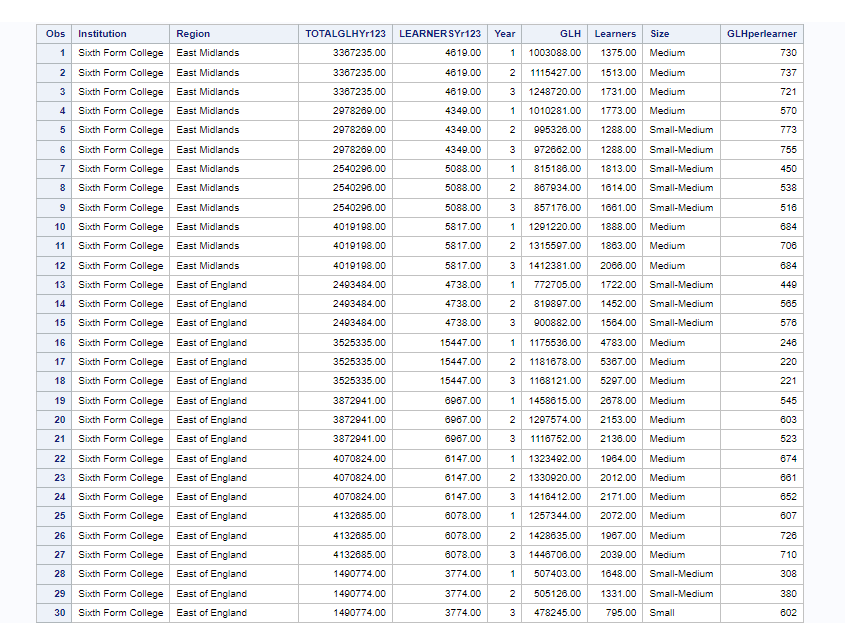 Obs Institution Region TOTALGLHYr123 LEARNERSYr123 Year GLH Learners Size GLHperlearner
1 Sixth Form College East Midlands 3367235.00 4619.00 1 1003088.00 1375.00 Medium 730
2 Sixth Form College East Midlands 3367235.00 4619.00 2 1115427.00 1513.00 Medium 737
3 Sixth Form College East Midlands 3367235.00 4619.00 3 1248720.00 1731.00 Medium 721
4 Sixth Form College East Midlands 2978269.00 4349.00 1 1010281.00 1773.00 Medium 570
5 Sixth Form College East Midlands 2978269.00 4349.00 2 995326.00 1288.00 Small-Medium 773
6 Sixth Form College East Midlands 2978269.00 4349.00 3 972662.00 1288.00 Small-Medium 755
7 Sixth Form College East Midlands 2540296.00 5088.00 1 815186.00 1813.00 Small-Medium 450
8 Sixth Form College East Midlands 2540296.00 5088.00 2 867934.00 1614.00 Small-Medium 538
9 Sixth Form College East Midlands 2540296.00 5088.00 3 857176.00 1661.00 Small-Medium 516
10 Sixth Form College East Midlands 4019198.00 5817.00 1 1291220.00 1888.00 Medium 684
11 Sixth Form College East Midlands 4019198.00 5817.00 2 1315597.00 1863.00 Medium 706
12 Sixth Form College East Midlands 4019198.00 5817.00 3 1412381.00 2066.00 Medium 684
13 Sixth Form College East of England 2493484.00 4738.00 1 772705.00 1722.00 Small-Medium 449
14 Sixth Form College East of England 2493484.00 4738.00 2 819897.00 1452.00 Small-Medium 565
15 Sixth Form College East of England 2493484.00 4738.00 3 900882.00 1564.00 Small-Medium 576
16 Sixth Form College East of England 3525335.00 15447.00 1 1175536.00 4783.00 Medium 246
17 Sixth Form College East of England 3525335.00 15447.00 2 1181678.00 5367.00 Medium 220
18 Sixth Form College East of England 3525335.00 15447.00 3 1168121.00 5297.00 Medium 221
19 Sixth Form College East of England 3872941.00 6967.00 1 1458615.00 2678.00 Medium 545
20 Sixth Form College East of England 3872941.00 6967.00 2 1297574.00 2153.00 Medium 603
21 Sixth Form College East of England 3872941.00 6967.00 3 1116752.00 2136.00 Medium 523
22 Sixth Form College East of England 4070824.00 6147.00 1 1323492.00 1964.00 Medium 674
23 Sixth Form College East of England 4070824.00 6147.00 2 1330920.00 2012.00 Medium 661
24 Sixth Form College East of England 4070824.00 6147.00 3 1416412.00 2171.00 Medium 652
25 Sixth Form College East of England 4132685.00 6078.00 1 1257344.00 2072.00 Medium 607
26 Sixth Form College East of England 4132685.00 6078.00 2 1428635.00 1967.00 Medium 726
27 Sixth Form College East of England 4132685.00 6078.00 3 1446706.00 2039.00 Medium 710
28 Sixth Form College East of England 1490774.00 3774.00 1 507403.00 1648.00 Small-Medium 308
29 Sixth Form College East of England 1490774.00 3774.00 2 505126.00 1331.00 Small-Medium 380
30 Sixth Form College East of England 1490774.00 3774.00 3 478245.00 795.00 Small 602